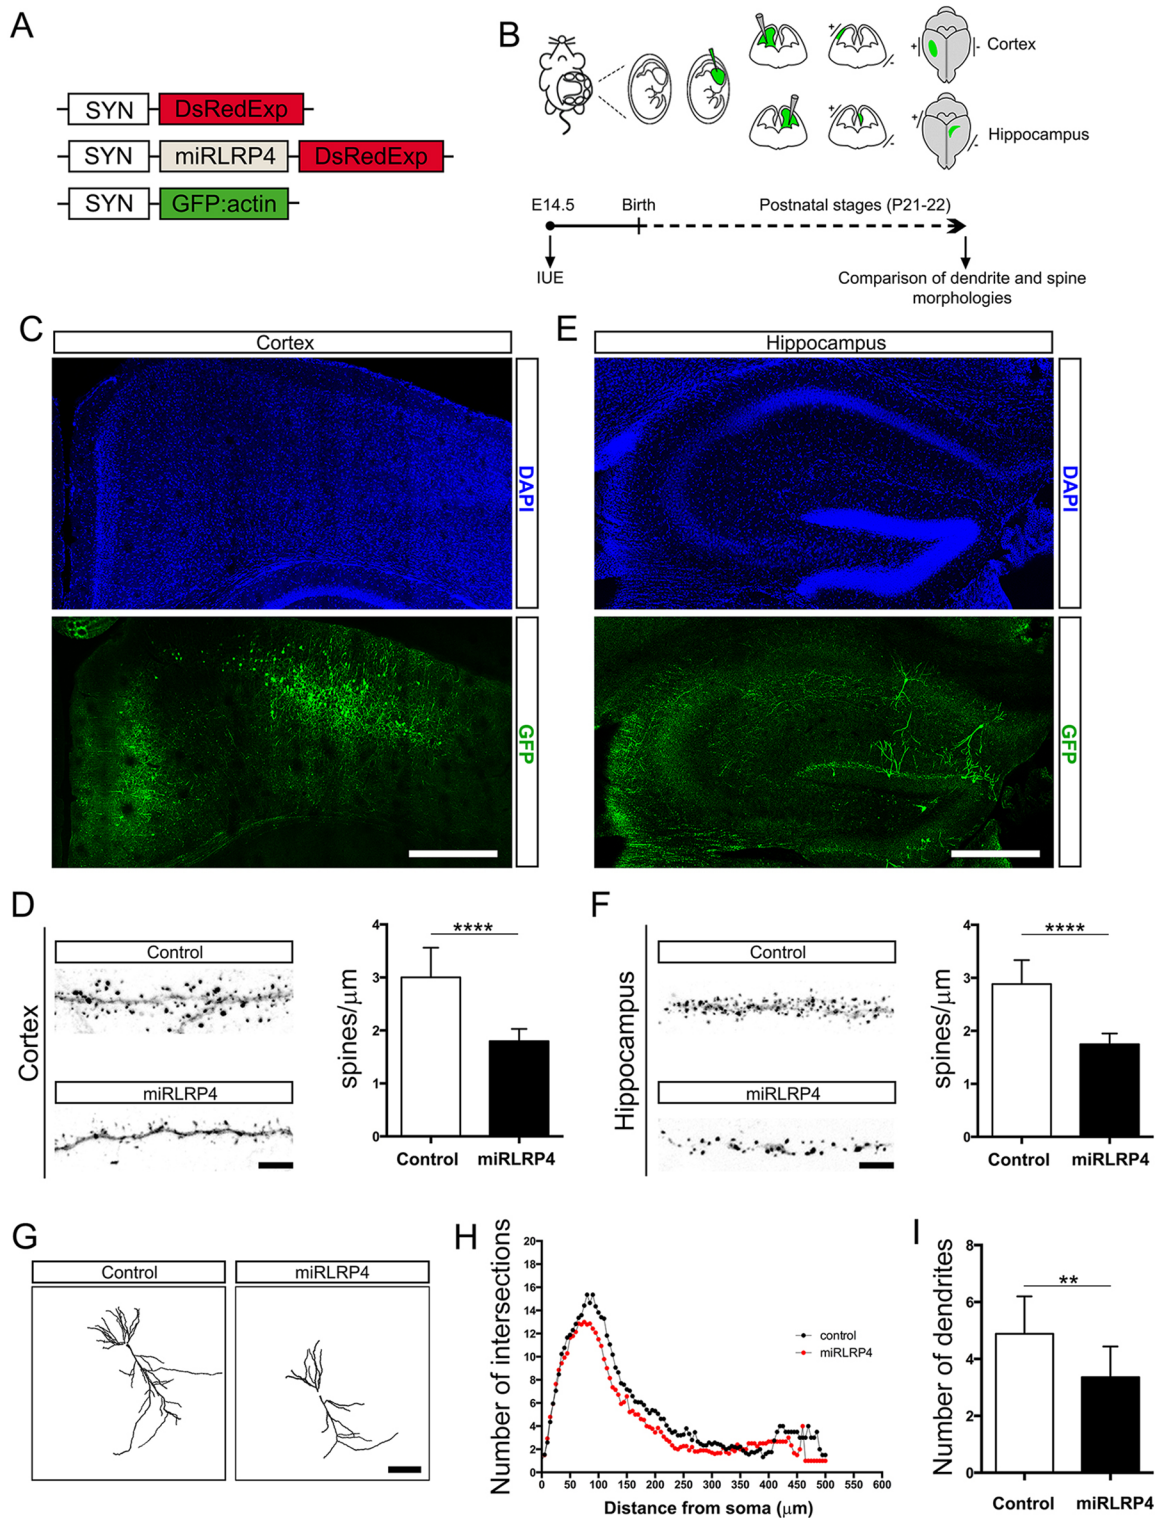 A
SYN DsRedExp
SYN miRLRP4 DsRedExp
SYN GFP:actin
B
+
-
+
-
Cortex
+
-
+
-
Hippocampus
E14.5 Birth Postnatal stages (P21-22)
IUE
Comparison of dendrite and spine
morphologies
C
Cortex
DAPI
GFP
E
Hippocampus
DAPI
GFP
D
Cortex
Control
miRLRP4
spines/μm
4
3
2
1
0
****
Control miRLRP4
F
Hippocampus
Control
miRLRP4
spines/μm
4
3
2
1
0
****
Control miRLRP4
G
Control
miRLRP4
H
Number of intersections
20
18
16
14
12
10
8
6
4
2
0
control
miRLRP4
0 50 100 150 200 250 300 350 400 450 500 550 600
Distance from soma (μm)
I
Number of dendrites
8
6
4
2
0
**
Control miRLRP4